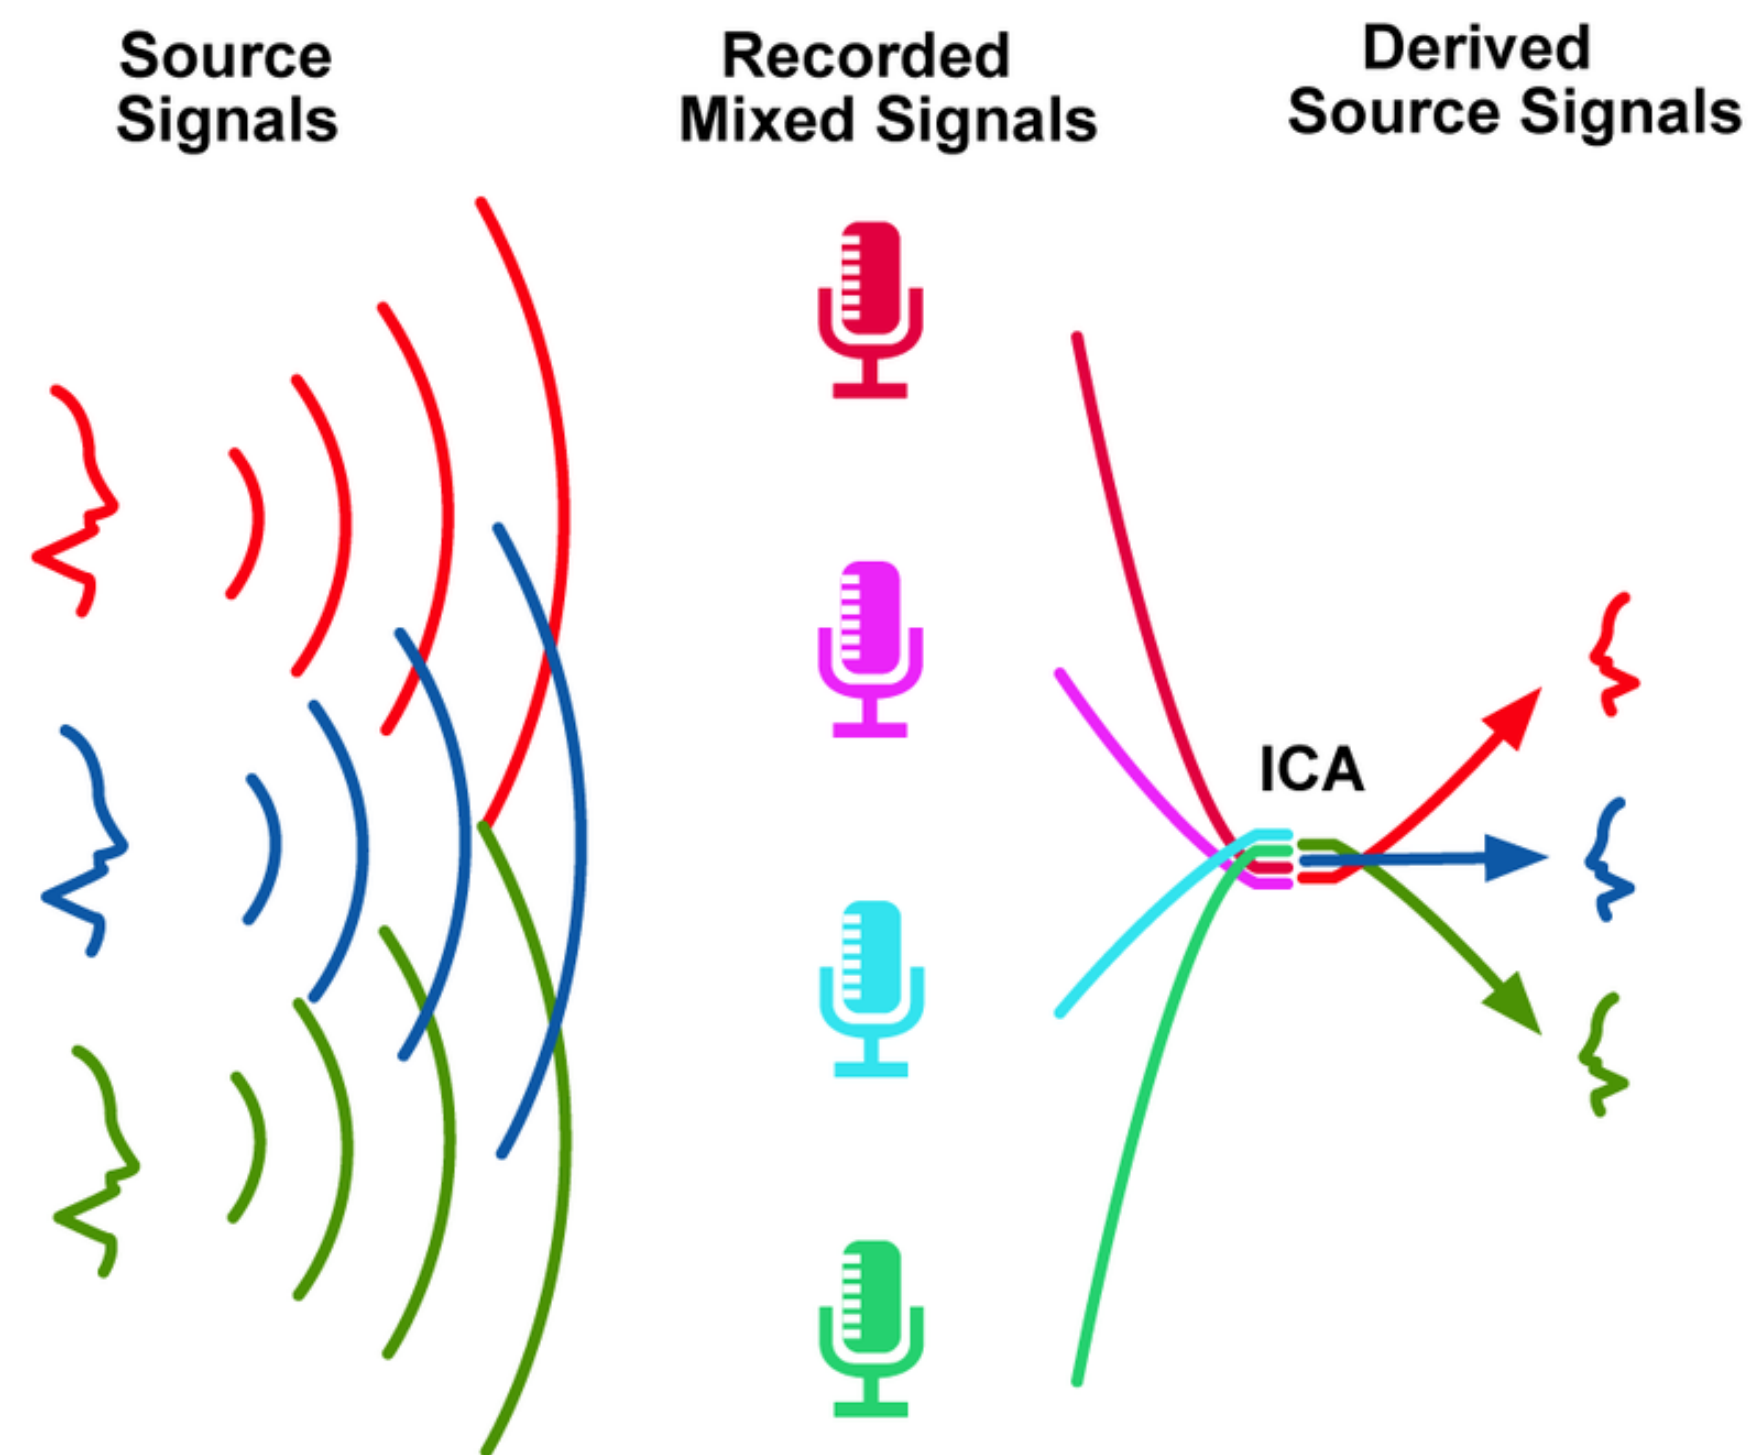 Source
Signals
Recorded
Mixed Signals
Derived
Source Signals
ICA